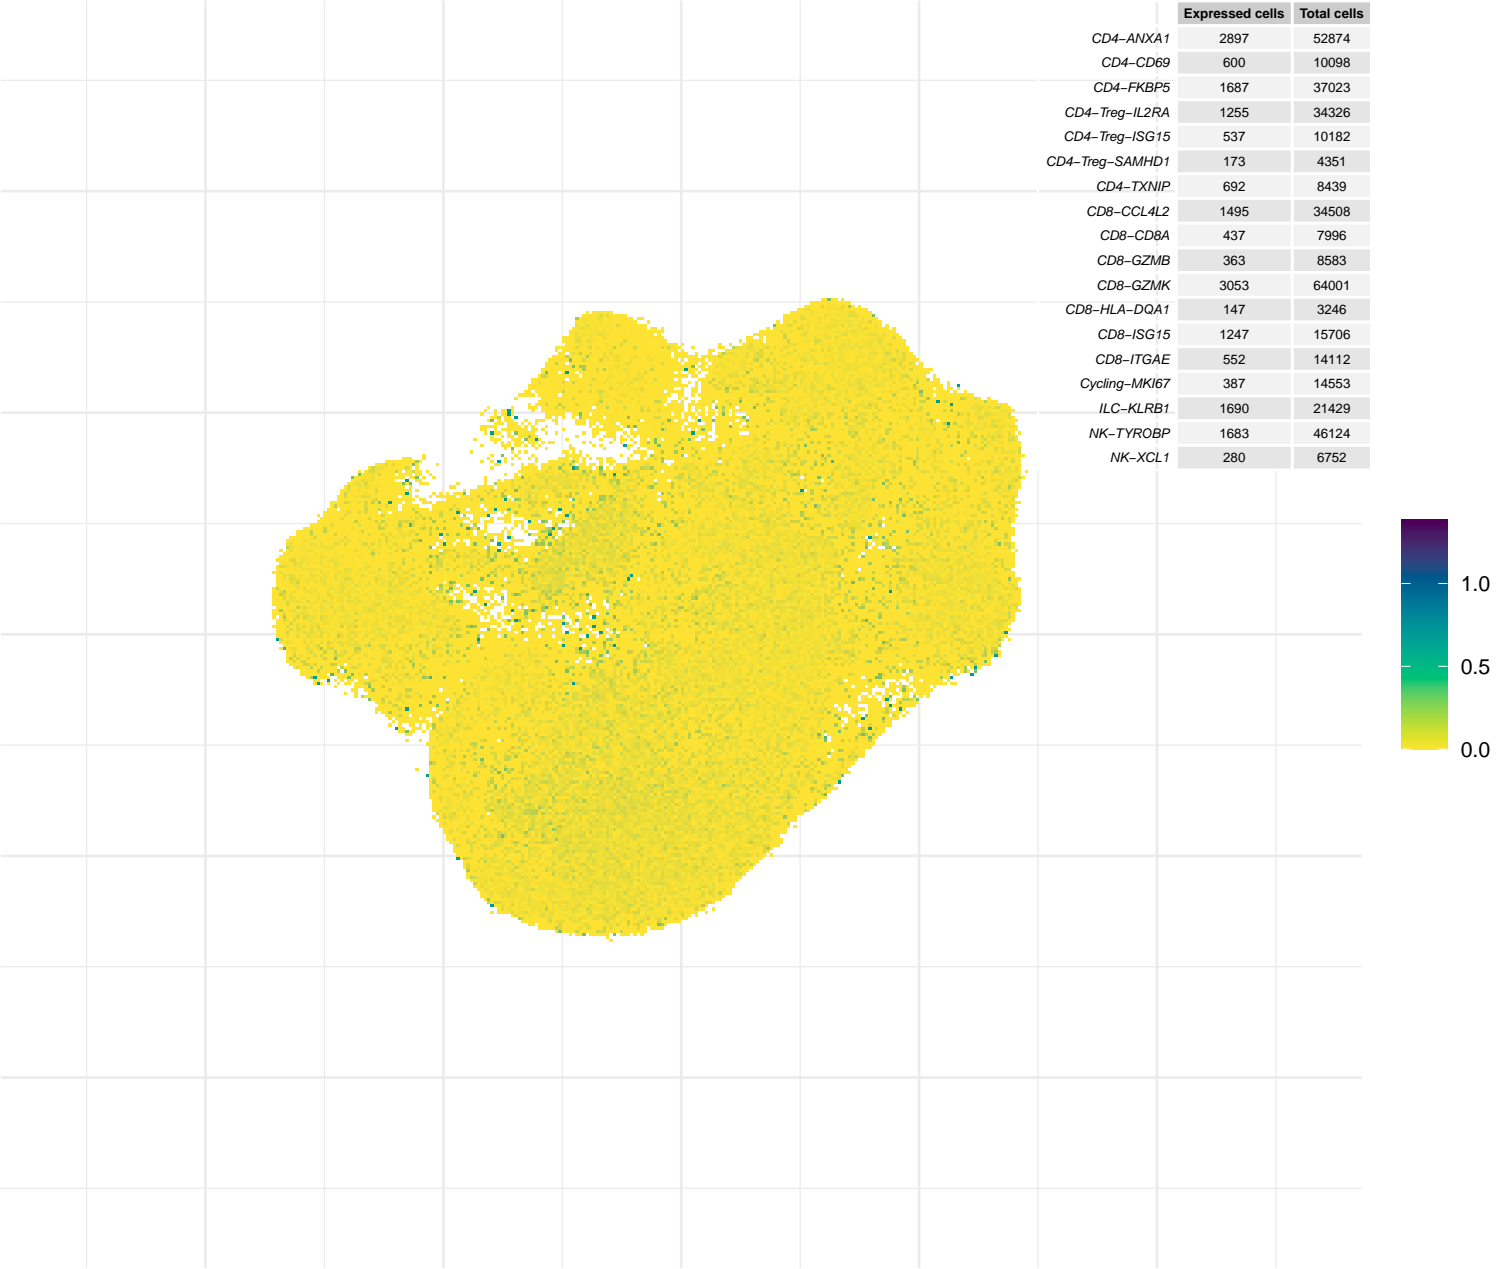 Expressed cells Total cells
CD4−ANXA1 2897 52874
CD4−CD69 600 10098
CD4−FKBP5 1687 37023
CD4−Treg−IL2RA 1255 34326
CD4−Treg−ISG15 537 10182
CD4−Treg−SAMHD1 173 4351
CD4−TXNIP 692 8439
CD8−CCL4L2 1495 34508
CD8−CD8A 437 7996
CD8−GZMB 363 8583
CD8−GZMK 3053 64001
CD8−HLA−DQA1 147 3246
CD8−ISG15 1247 15706
CD8−ITGAE 552 14112
Cycling−MKI67 387 14553
ILC−KLRB1 1690 21429
NK−TYROBP 1683 46124
NK−XCL1 280 6752
1.0
0.5
0.0